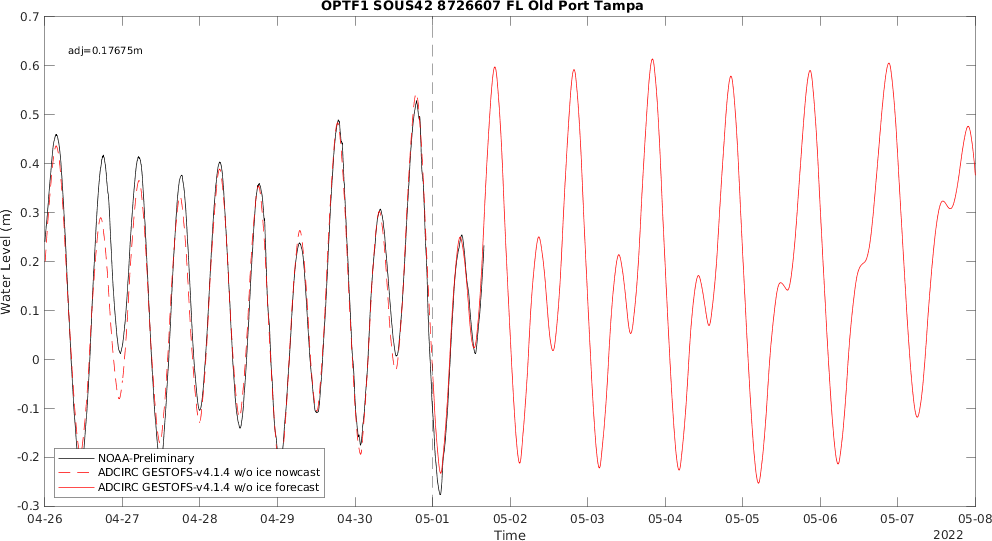 OPTF1 SOUS42 8726607 FL Old Port Tampa
0.7
0.6
0.5
0.4
0.3
0.2
0.1
0
-0.1
-0.2
-0.3
Water Level (m)
adj=0.17675m
NOAA-Preliminary
ADCIRC GESTOFS-v4.1.4 w/o ice nowcast
ADCIRC GESTOFS-v4.1.4 w/o ice forecast
04-26 04-27 04-28 04-29 04-30 05-01 05-02 05-03 05-04 05-05 05-06 05-07 05-08
Time
2022